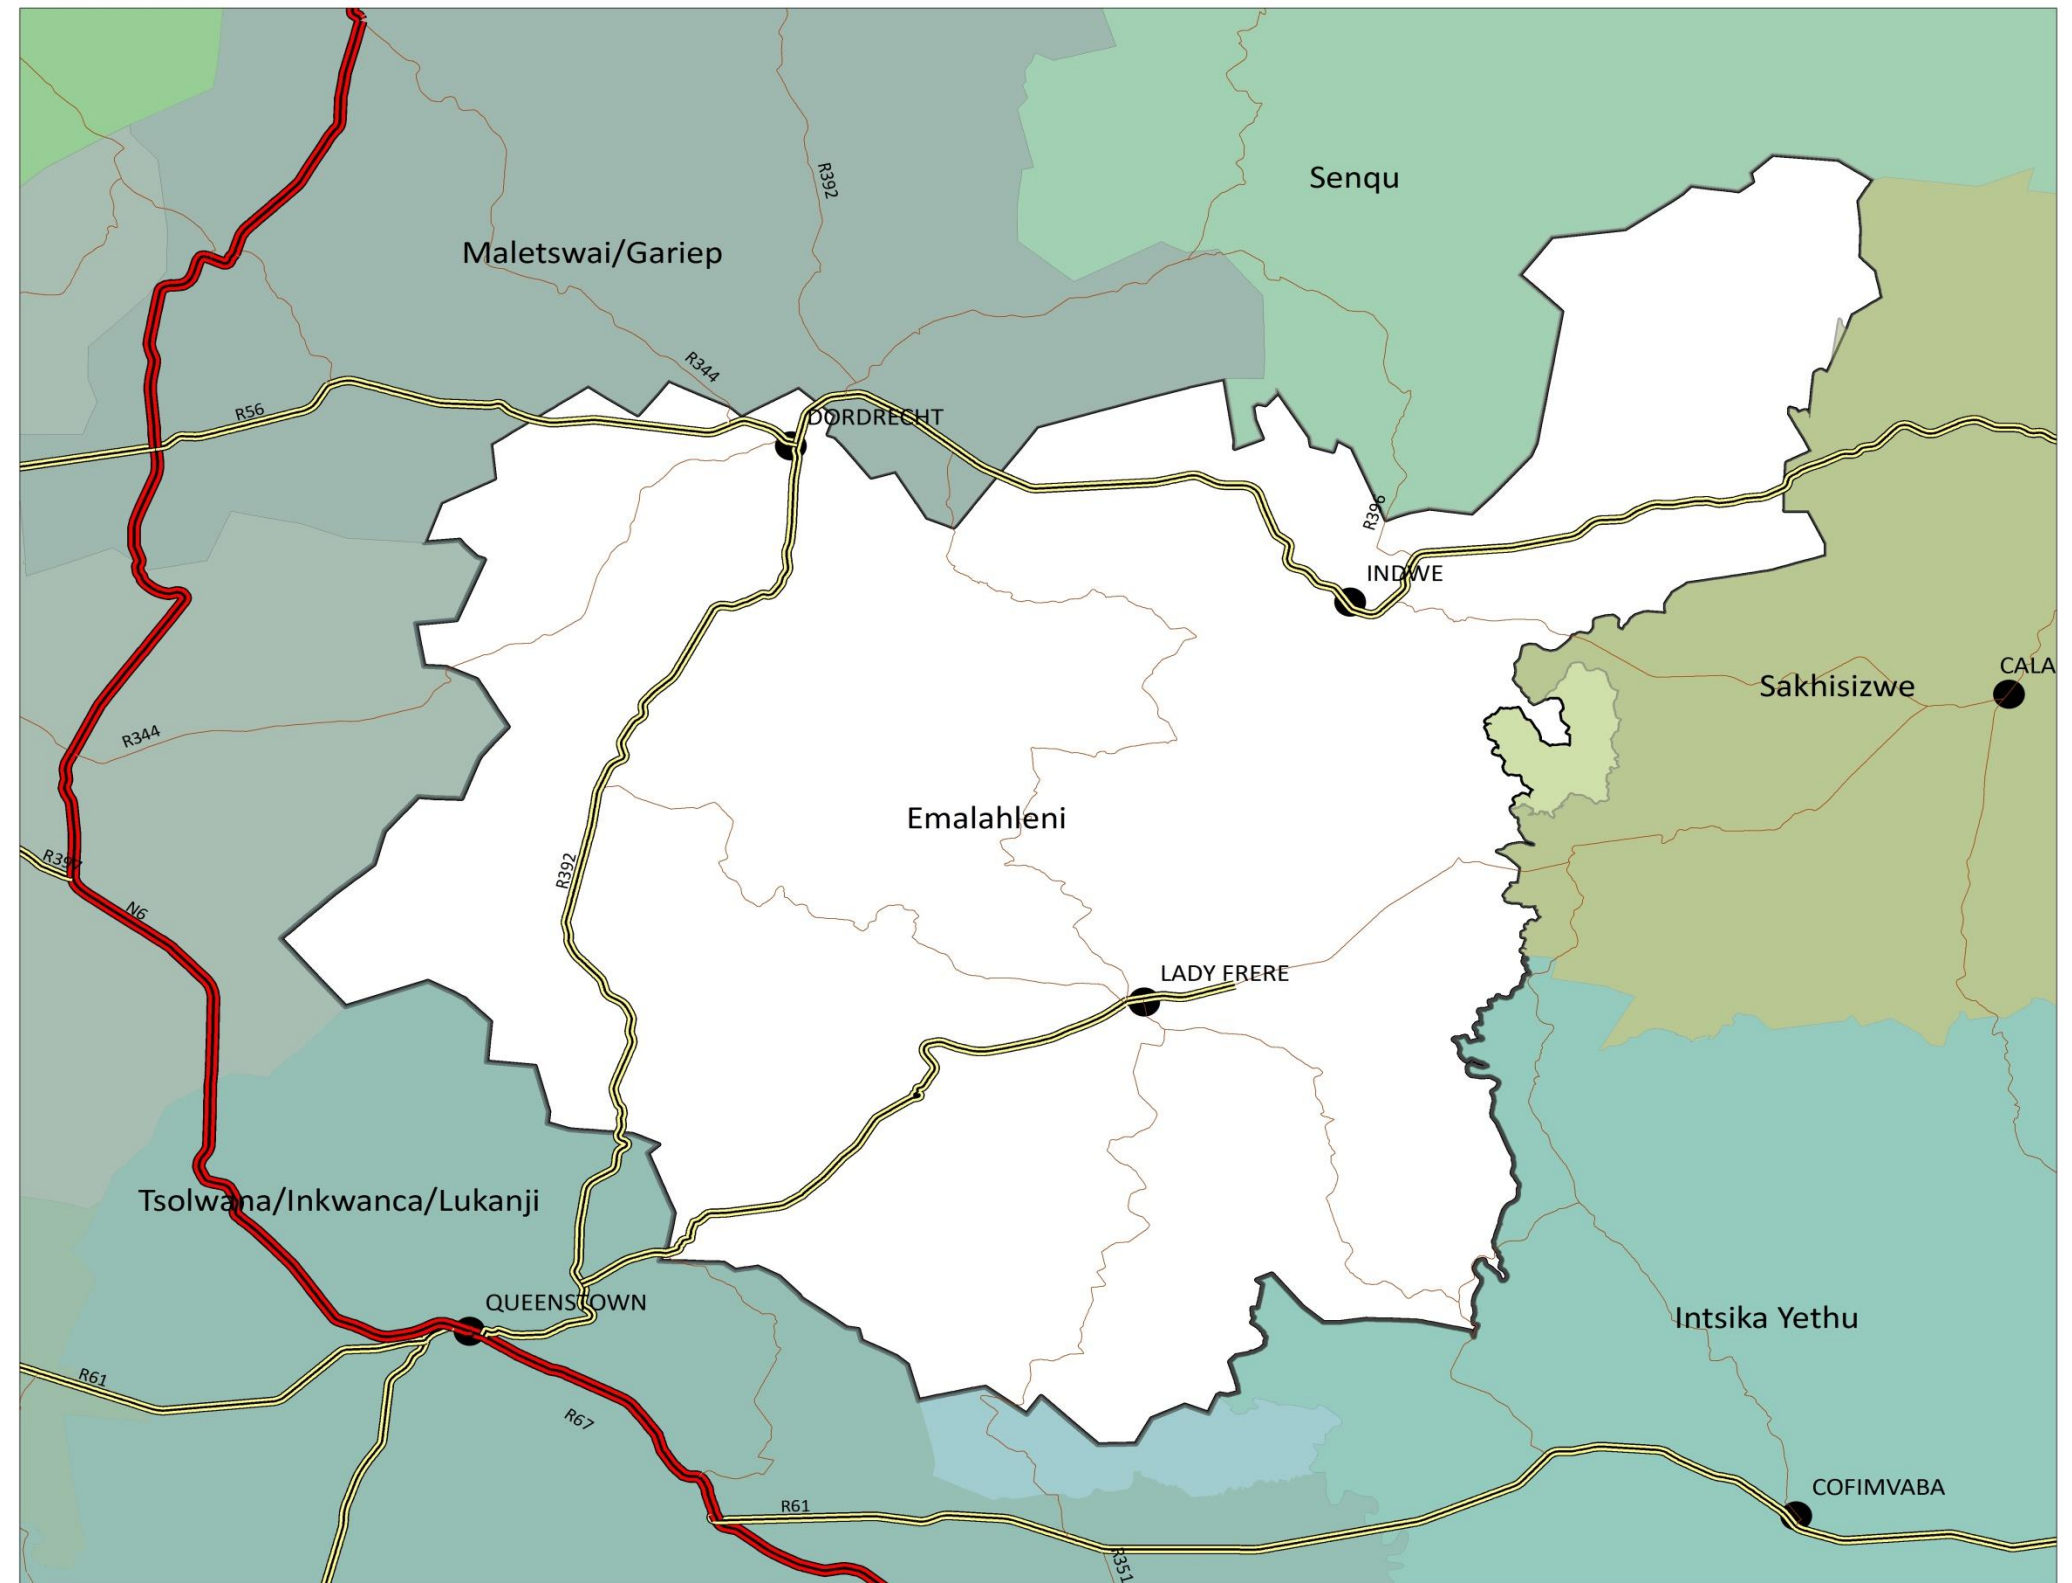 R392
Senqu
Maletswai/Gariep
R344
R56
DORDRECHT
R396
INDWE
CALA
Sakhisizwe
R344
Emalahleni
R397
R392
N6
LADY FRERE
Tsolwana/Inkwanca/Lukanji
QUEENSTOWN
Intsika Yethu
R61
R67
COFIMVABA
R61
R351